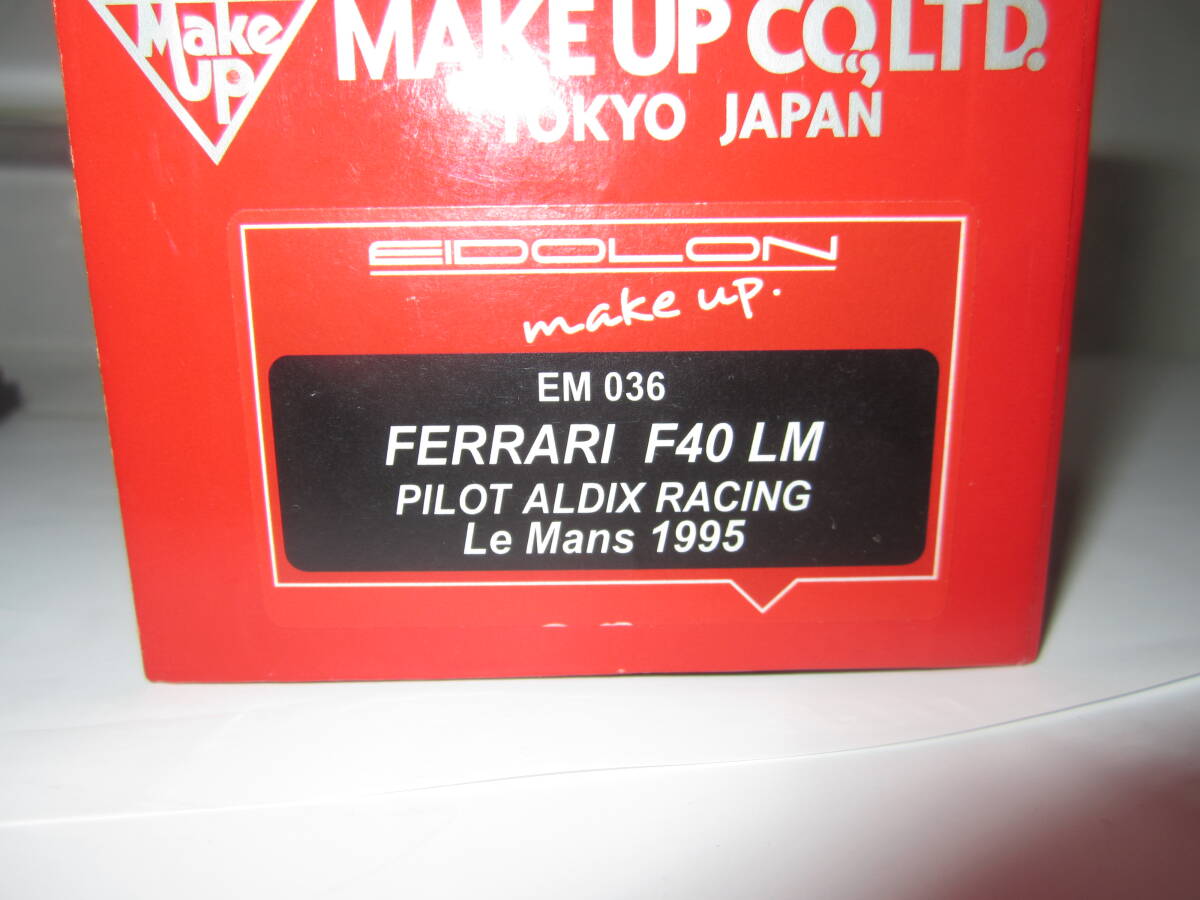 Make
up
MAKE UP CO., LTD.
TOKYO JAPAN
EIDOLON
make up.
EM 036
FERRARI F40 LM
PILOT ALDIX RACING
Le Mans 1995